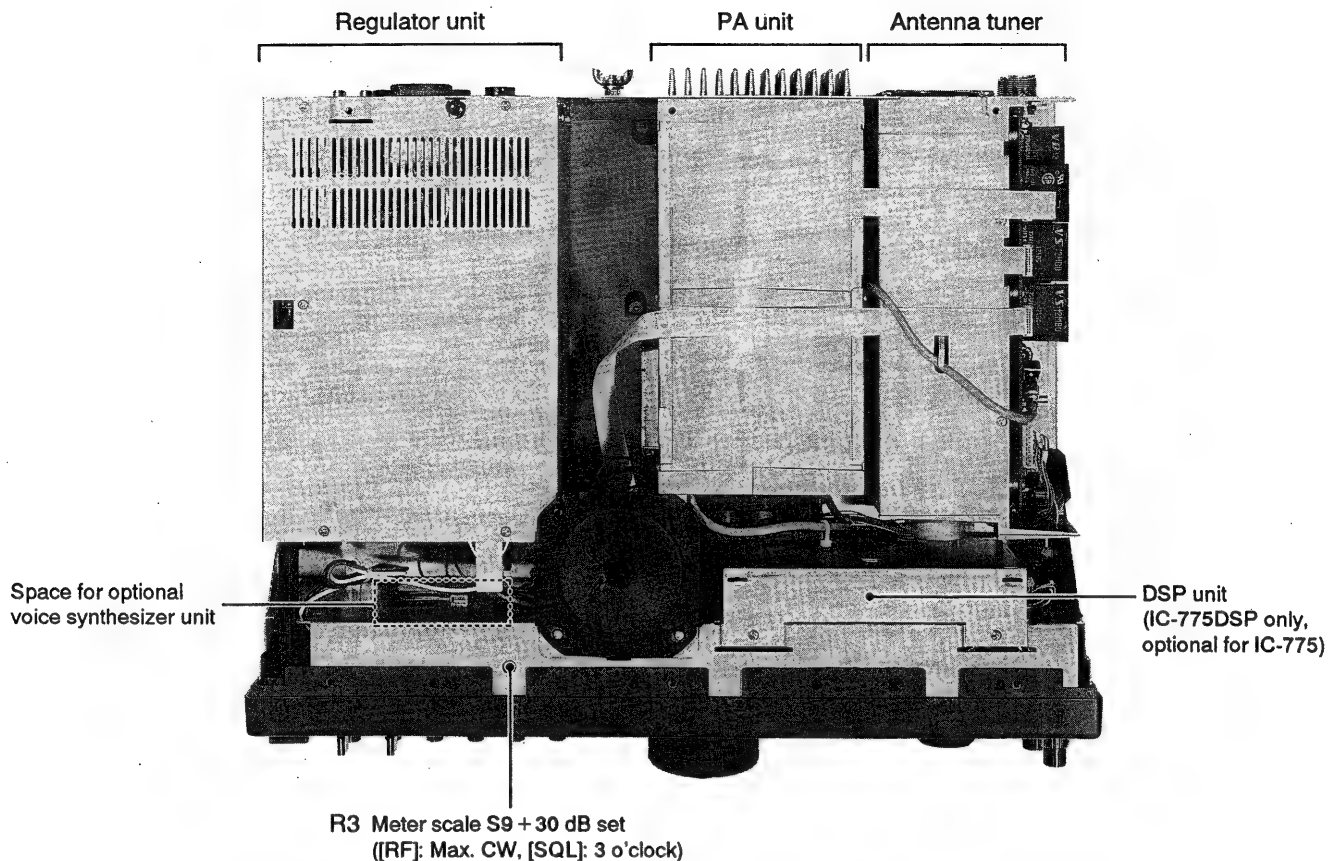 Regulator unit
PA unit
Antenna tuner
Space for optional
voice synthesizer unit
DSP unit
(IC-775DSP only,
optional for IC-775)
R3 Meter scale S9 + 30 dB set
([RF]: Max. CW, [SQL]: 3 o'clock)